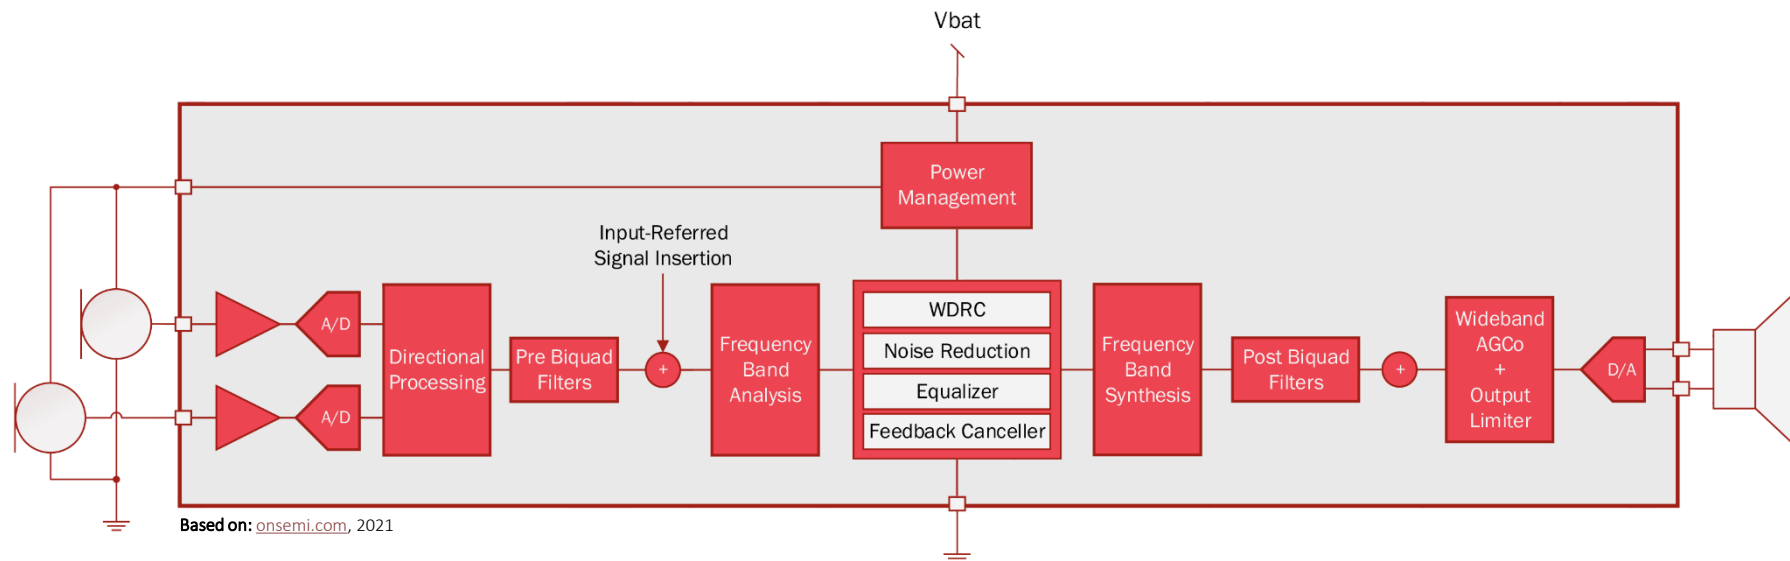 Vbat
Power
Management
Input-Referred
Signal Insertion
A/D
A/D
Directional
Processing
Pre Biquad
Filters
+
Frequency
Band
Analysis
WDRC
Noise Reduction
Equalizer
Feedback Canceller
Frequency
Band
Synthesis
Post Biquad
Filters
+
Wideband
AGCo
+
Output
Limiter
D/A
Based on: onsemi.com, 2021